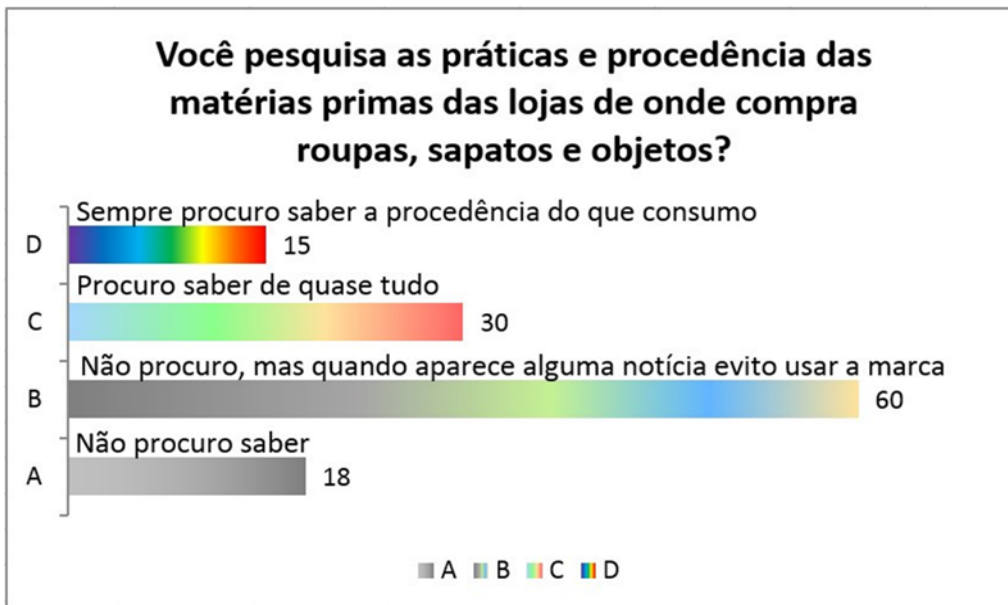 Você pesquisa as práticas e procedência das
matérias primas das lojas de onde compra
roupas, sapatos e objetos?
Sempre procuro saber a procedência do que consumo
D 15
Procuro saber de quase tudo
C 30
Não procuro, mas quando aparece alguma notícia evito usar a marca
B 60
Não procuro saber
A 18
A B C D